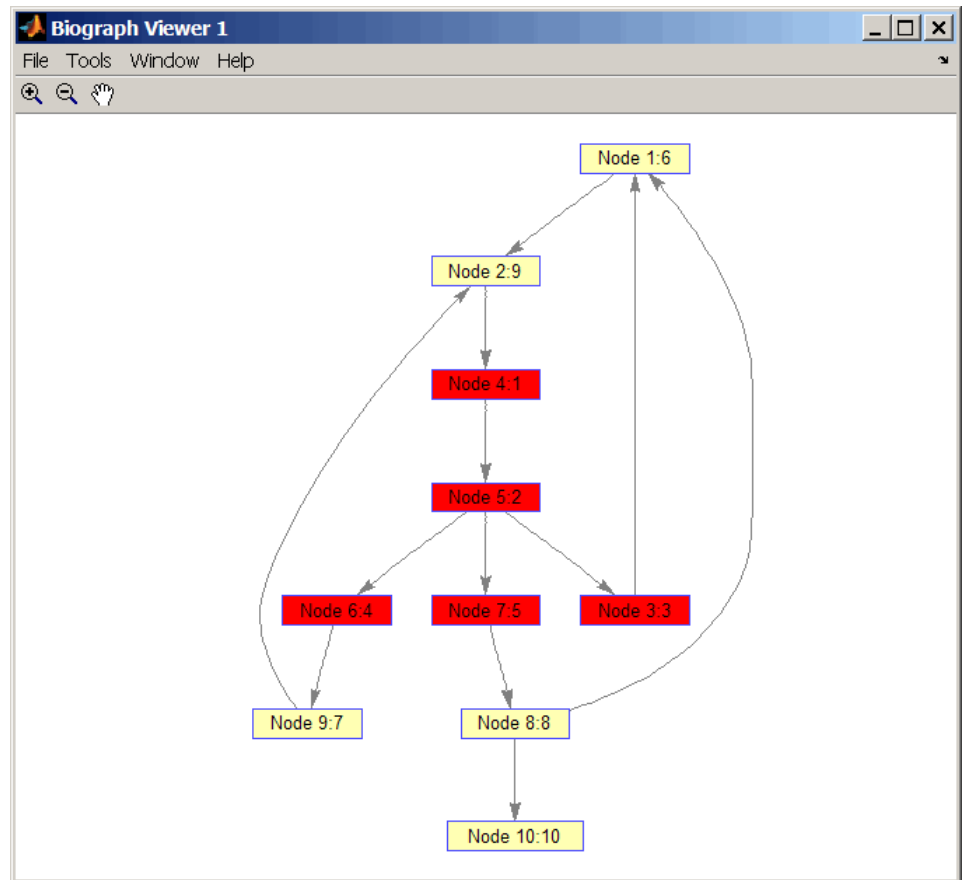 Biograph Viewer 1
File Tools Window Help
Node 1:6
Node 2:9
Node 4:1
Node 5:2
Node 6:4
Node 7:5
Node 3:3
Node 9:7
Node 8:8
Node 10:10